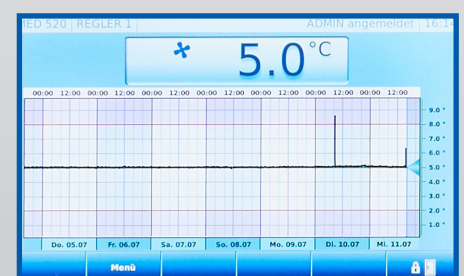 ED 520 | REGLER 1 ADMIN angemeldet | 16:14
5.0°C
00:00 12:00 00:00 12:00 00:00 12:00 00:00 12:00 00:00 12:00 00:00 12:00 00:00 12:00
9.0 °
8.0 °
7.0 °
6.0 °
5.0 °
4.0 °
3.0 °
2.0 °
1.0 °
Do. 05.07 Fr. 06.07 Sa. 07.07 So. 08.07 Mo. 09.07 Di. 10.07 Mi. 11.07
Menü